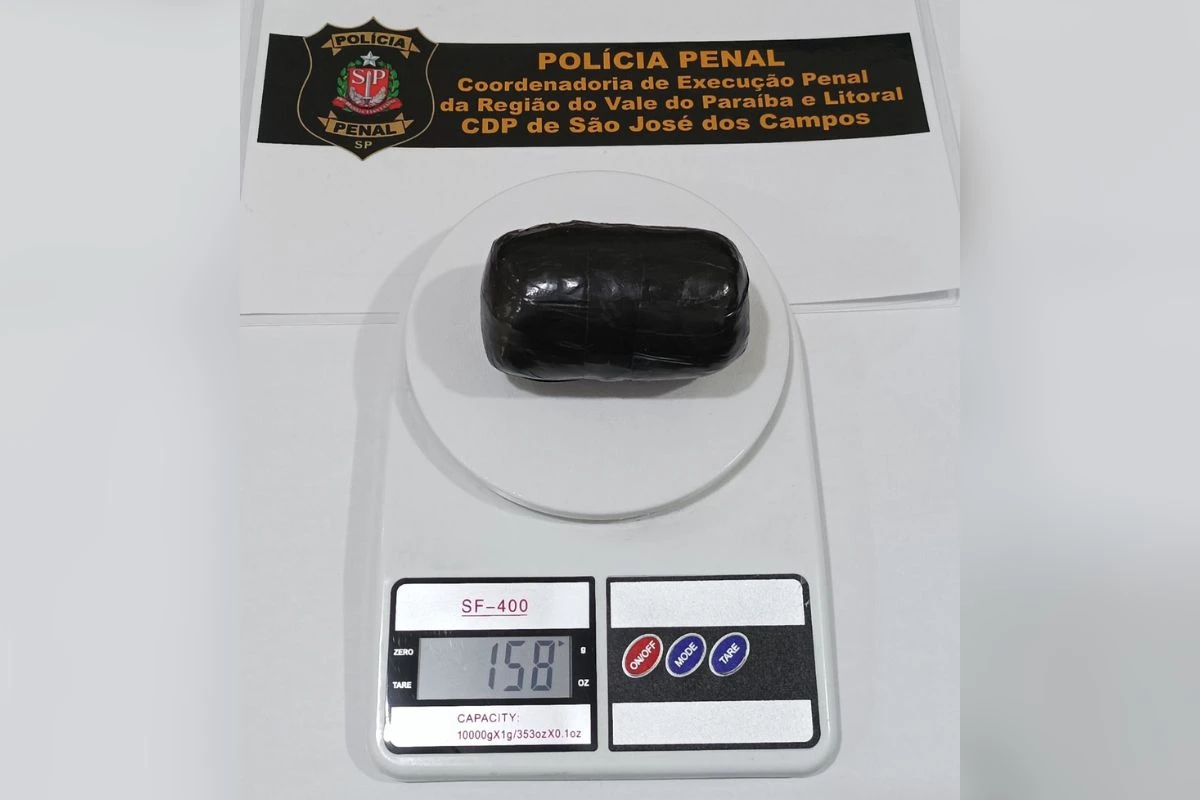 POLÍCIA
SP
PENAL
SP
POLÍCIA PENAL
Coordenadoria de Execução Penal
da Região do Vale do Paraíba e Litoral
CDP de São José dos Campos
SF-400
ZERO
TARE
158
g
OZ
CAPACITY:
10000gX1g/353ozX0.1oz
ON/OFF
MODE
TARE